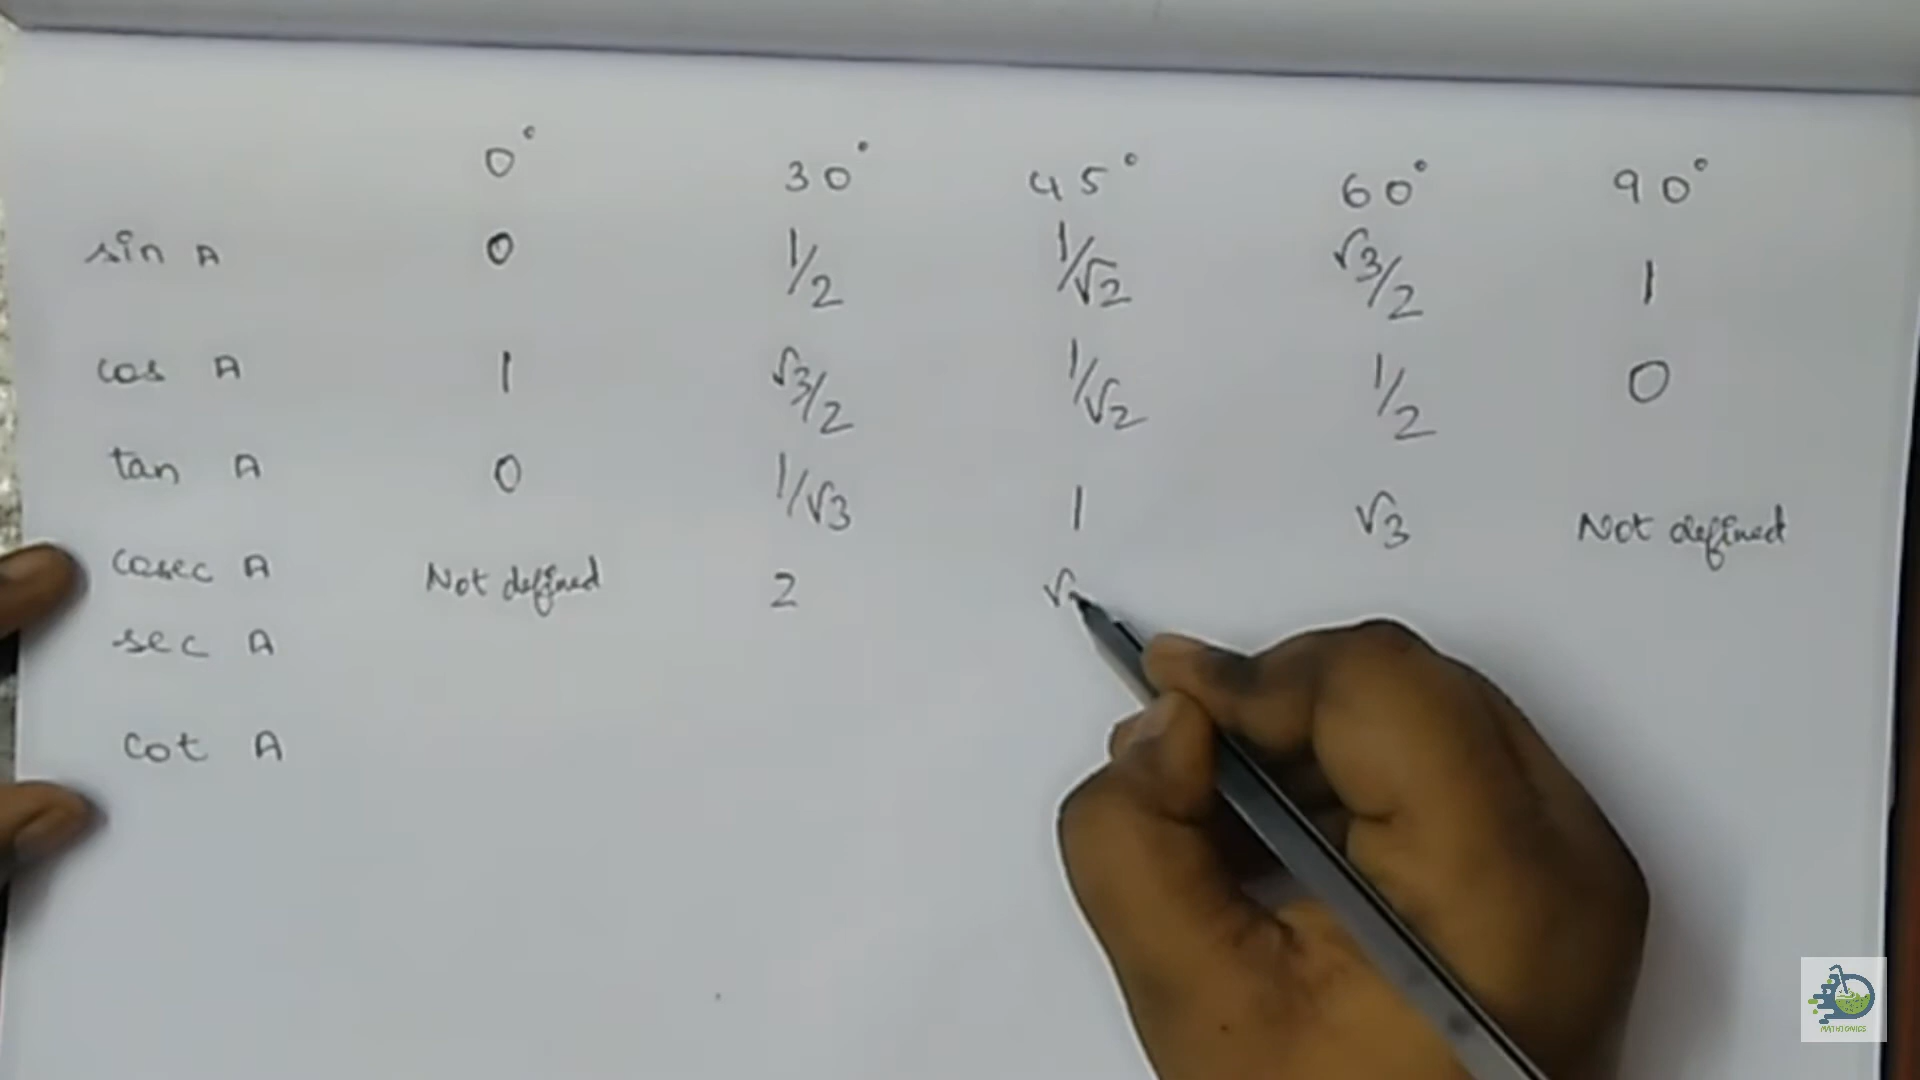 0° 30° 45° 60° 90°
sin A 0 1/2 1/√2 √3/2 1
cos A 1 √3/2 1/√2 1/2 0
tan A 0 1/√3 1 √3 Not defined
cosec A Not defined 2 √
sec A
cot A
MATHTONICS